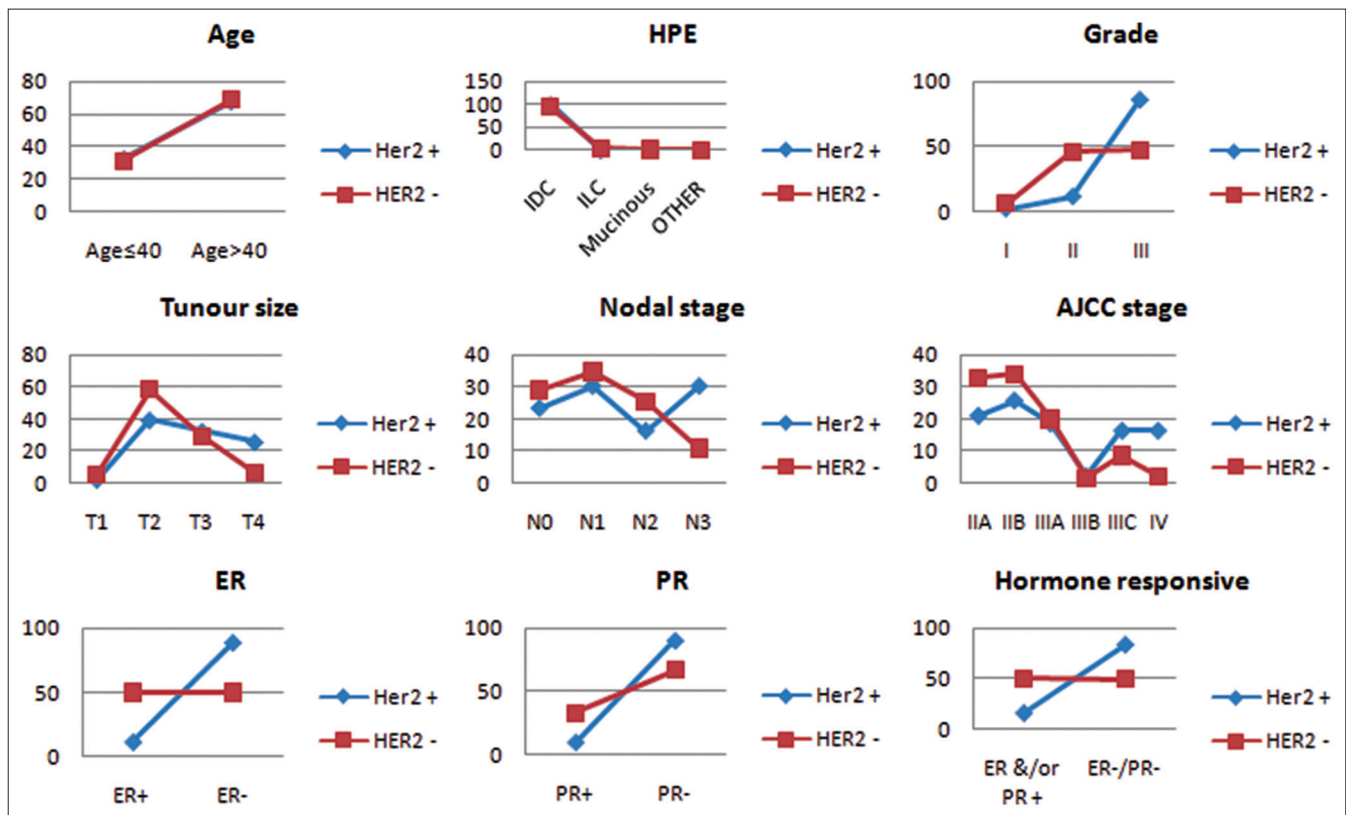 Age
80
60
40
20
0
Age≤40 Age>40
Her2 +
HER2 -
HPE
150
100
50
0
IDC
ILC
Mucinous
OTHER
Her2 +
HER2 -
Grade
100
50
0
I II III
Her2 +
HER2 -
Tunour size
80
60
40
20
0
T1 T2 T3 T4
Her2 +
HER2 -
Nodal stage
40
30
20
10
0
N0 N1 N2 N3
Her2 +
HER2 -
AJCC stage
40
30
20
10
0
IIA IIB IIIA IIIB IIIC IV
Her2 +
HER2 -
ER
100
50
0
ER+ ER-
Her2 +
HER2 -
PR
100
50
0
PR+ PR-
Her2 +
HER2 -
Hormone responsive
100
50
0
ER &/or ER-/PR-
PR +
Her2 +
HER2 -